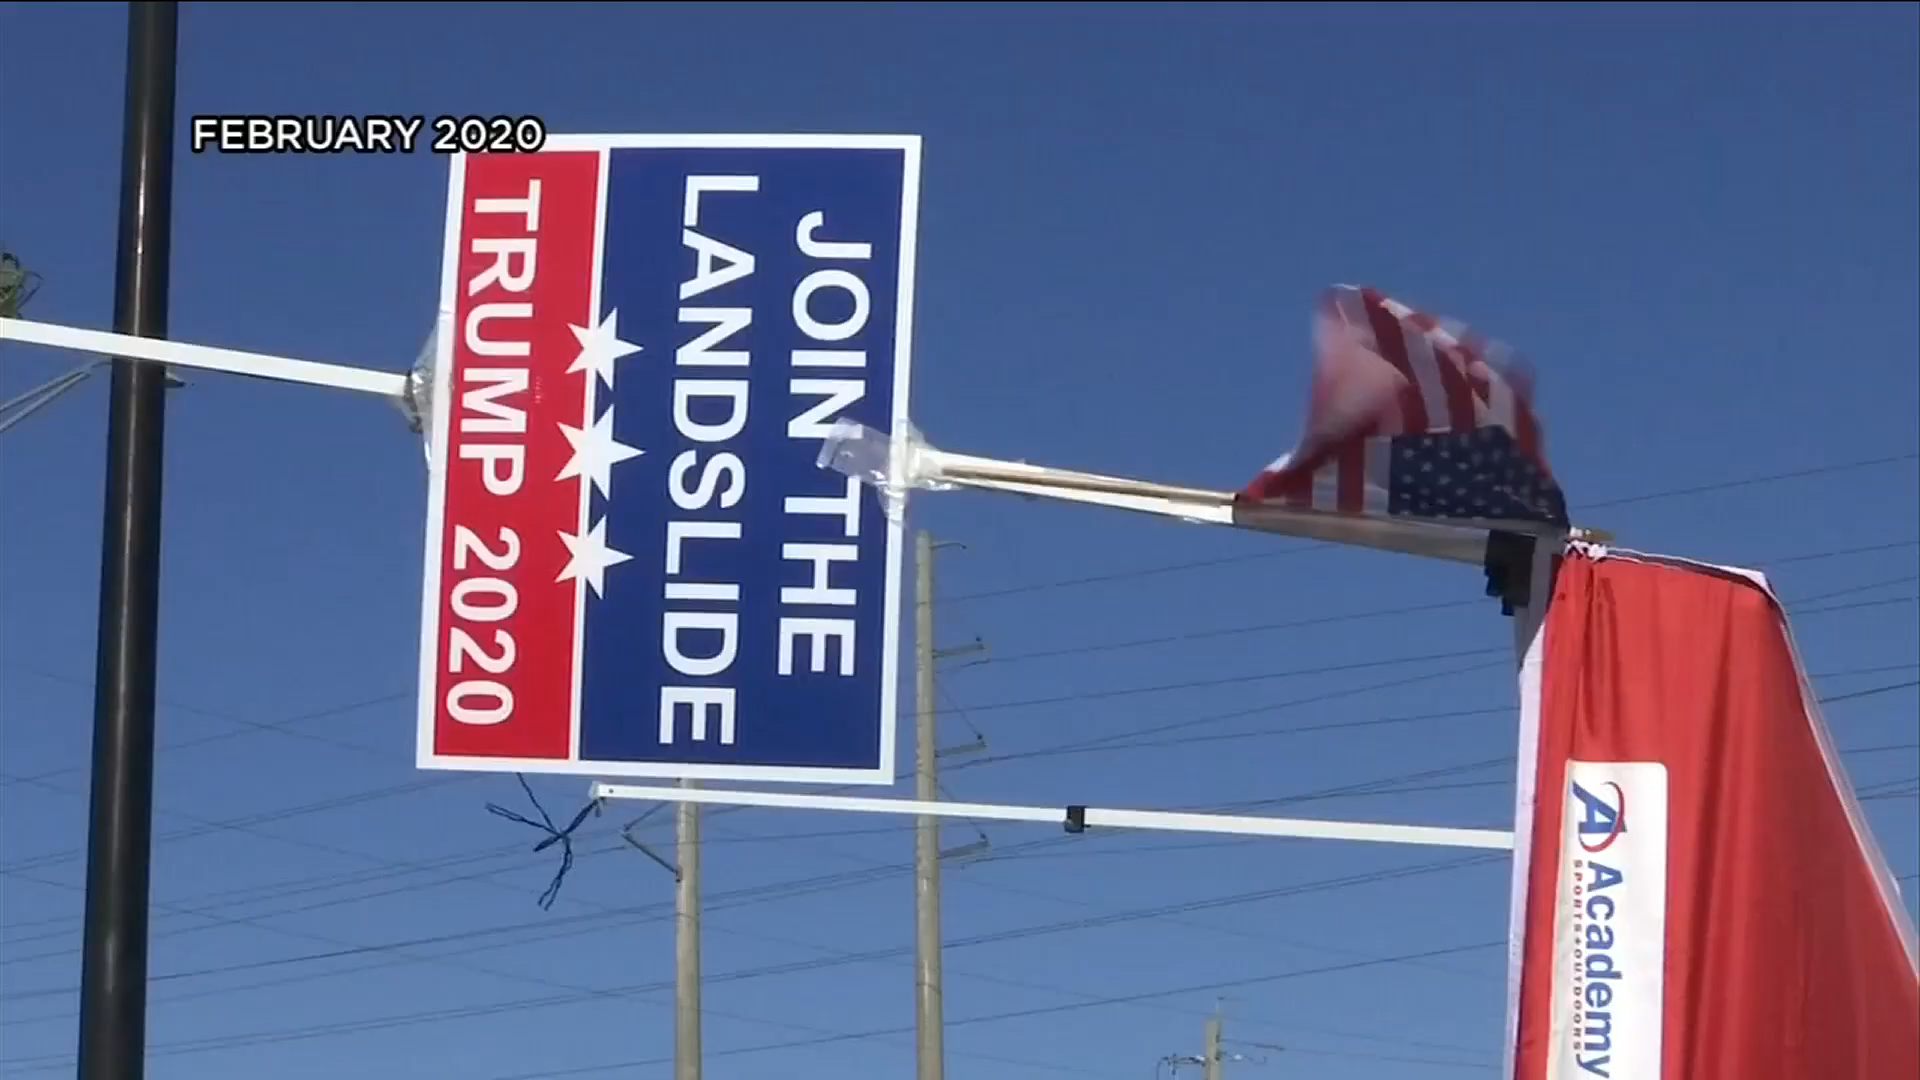 FEBRUARY 2020
JOIN THE
LANDSLIDE
TRUMP 2020
Academy
SPORTS+OUTDOORS